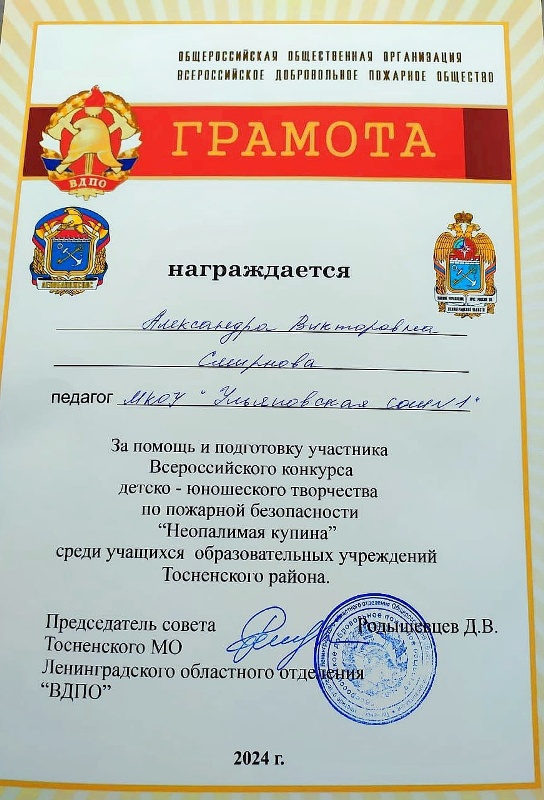 ОБЩЕРОССИЙСКАЯ ОБЩЕСТВЕННАЯ ОРГАНИЗАЦИЯ
ВСЕРОССИЙСКОЕ ДОБРОВОЛЬНОЕ ПОЖАРНОЕ ОБЩЕСТВО
ГРАМОТА
ВДПО
награждается
Александра Викторовна
Смирнова
педагог МКОУ "Ульяновская сош №1"
За помощь и подготовку участника
Всероссийского конкурса
детско - юношеского творчества
по пожарной безопасности
“Неопалимая купина”
среди учащихся образовательных учреждений
Тосненского района.
Председатель совета Родышевцев Д.В.
Тосненского МО
Ленинградского областного отделения
“ВДПО”
2024 г.